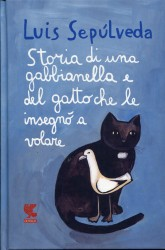 Luis Sepúlveda
Storia di una
gabbianella e
del gatto che le
insegnò a
volare